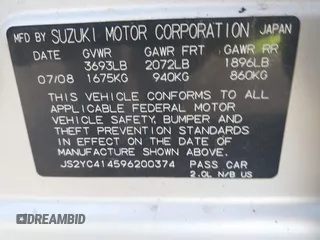 MFD BY SUZUKI MOTOR CORPORATION JAPAN
DATE GVWR GAWR FRT GAWR RR
3693LB 2072LB 1896LB
07/08 1675KG 940KG 860KG
THIS VEHICLE CONFORMS TO ALL
APPLICABLE FEDERAL MOTOR
VEHICLE SAFETY, BUMPER AND
THEFT PREVENTION STANDARDS
IN EFFECT ON THE DATE OF
MANUFACTURE SHOWN ABOVE.
JS2YC414596200374 PASS CAR
2.0L N/B US
DREAMBID